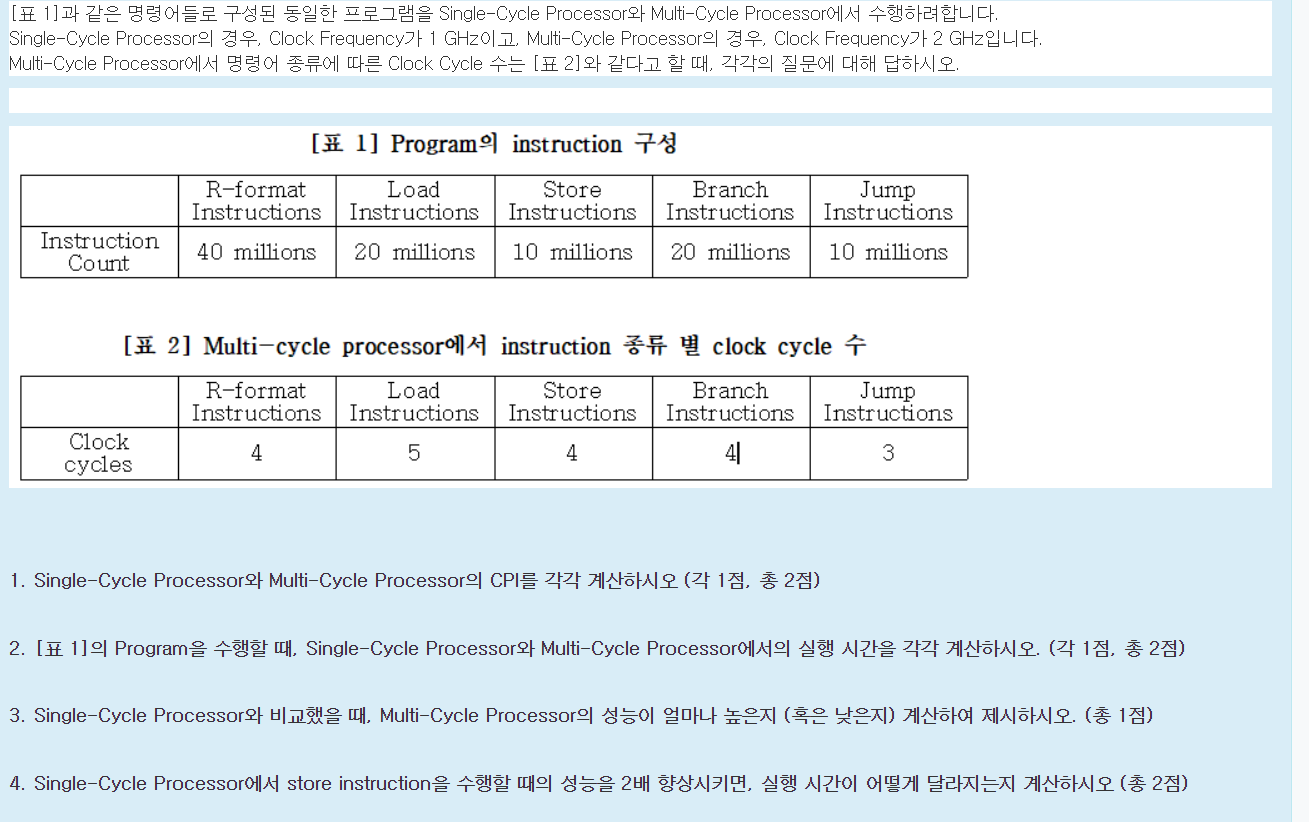 [표 1]과 같은 명령어들로 구성된 동일한 프로그램을 Single-Cycle Processor와 Multi-Cycle Processor에서 수행하려합니다.
Single-Cycle Processor의 경우, Clock Frequency가 1 GHz이고, Multi-Cycle Processor의 경우, Clock Frequency가 2 GHz입니다.
Multi-Cycle Processor에서 명령어 종류에 따른 Clock Cycle 수는 [표 2]와 같다고 할 때, 각각의 질문에 대해 답하시오.
[표 1] Program의 instruction 구성
R-format Load Store Branch Jump
Instructions Instructions Instructions Instructions Instructions
Instruction Count 40 millions 20 millions 10 millions 20 millions 10 millions
[표 2] Multi-cycle processor에서 instruction 종류 별 clock cycle 수
R-format Load Store Branch Jump
Instructions Instructions Instructions Instructions Instructions
Clock cycles 4 5 4 4 3
1. Single-Cycle Processor와 Multi-Cycle Processor의 CPI를 각각 계산하시오 (각 1점, 총 2점)
2. [표 1]의 Program을 수행할 때, Single-Cycle Processor와 Multi-Cycle Processor에서의 실행 시간을 각각 계산하시오. (각 1점, 총 2점)
3. Single-Cycle Processor와 비교했을 때, Multi-Cycle Processor의 성능이 얼마나 높은지 (혹은 낮은지) 계산하여 제시하시오. (총 1점)
4. Single-Cycle Processor에서 store instruction을 수행할 때의 성능을 2배 향상시키면, 실행 시간이 어떻게 달라지는지 계산하시오 (총 2점)